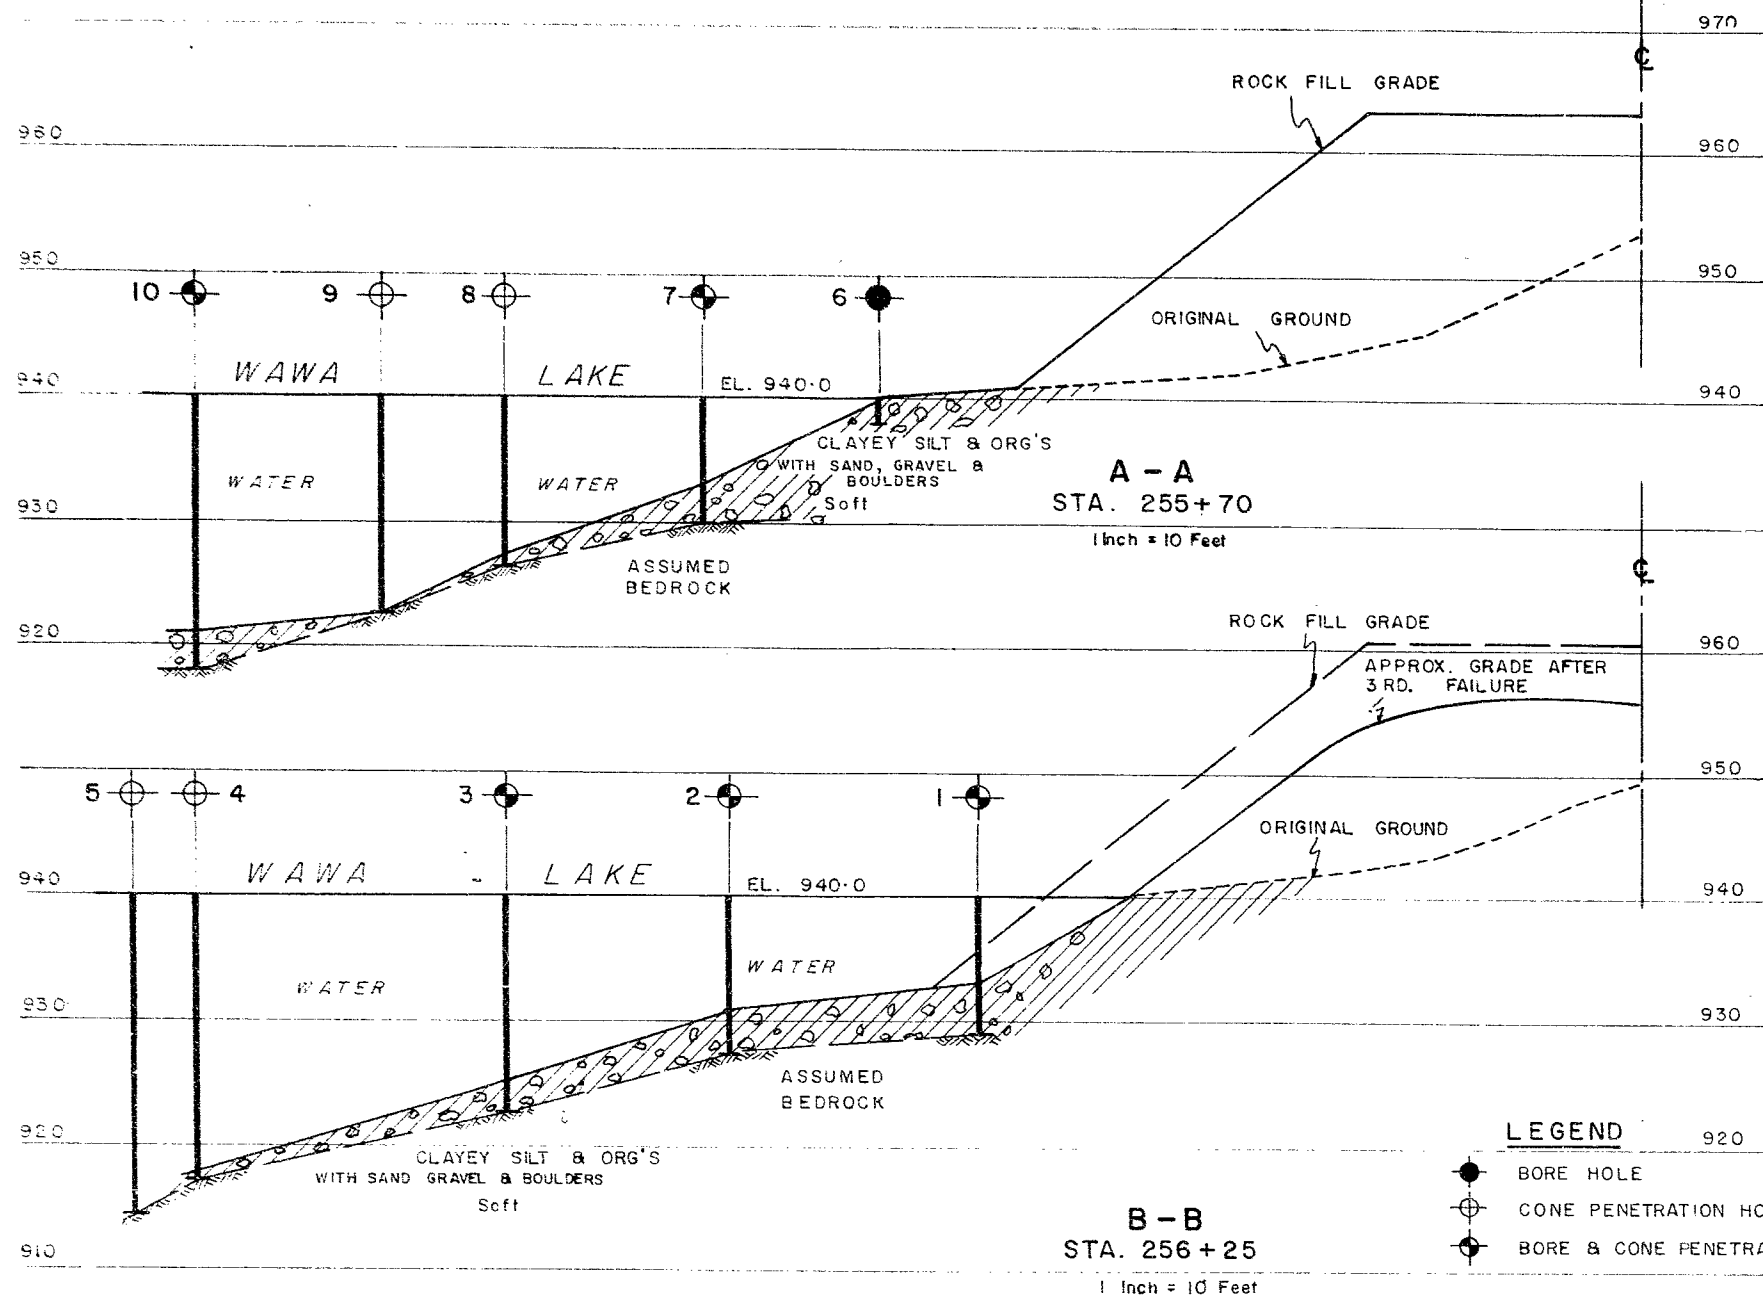 970
℄
ROCK FILL GRADE
960
960
950
950
10
9
8
7
6
ORIGINAL GROUND
WAWA LAKE
EL. 940.0
940
940
CLAYEY SILT & ORG'S
WITH SAND, GRAVEL &
BOULDERS
Soft
WATER
WATER
A - A
STA. 255+70
1 Inch = 10 Feet
930
ASSUMED
BEDROCK
℄
920
ROCK FILL GRADE
960
APPROX. GRADE AFTER
3 RD. FAILURE
950
5
4
3
2
1
ORIGINAL GROUND
WAWA LAKE
EL. 940.0
940
940
WATER
WATER
930
930
ASSUMED
BEDROCK
920
920
CLAYEY SILT & ORG'S
WITH SAND GRAVEL & BOULDERS
Soft
B - B
STA. 256+25
1 Inch = 10 Feet
910
LEGEND
BORE HOLE
CONE PENETRATION
BORE & CONE